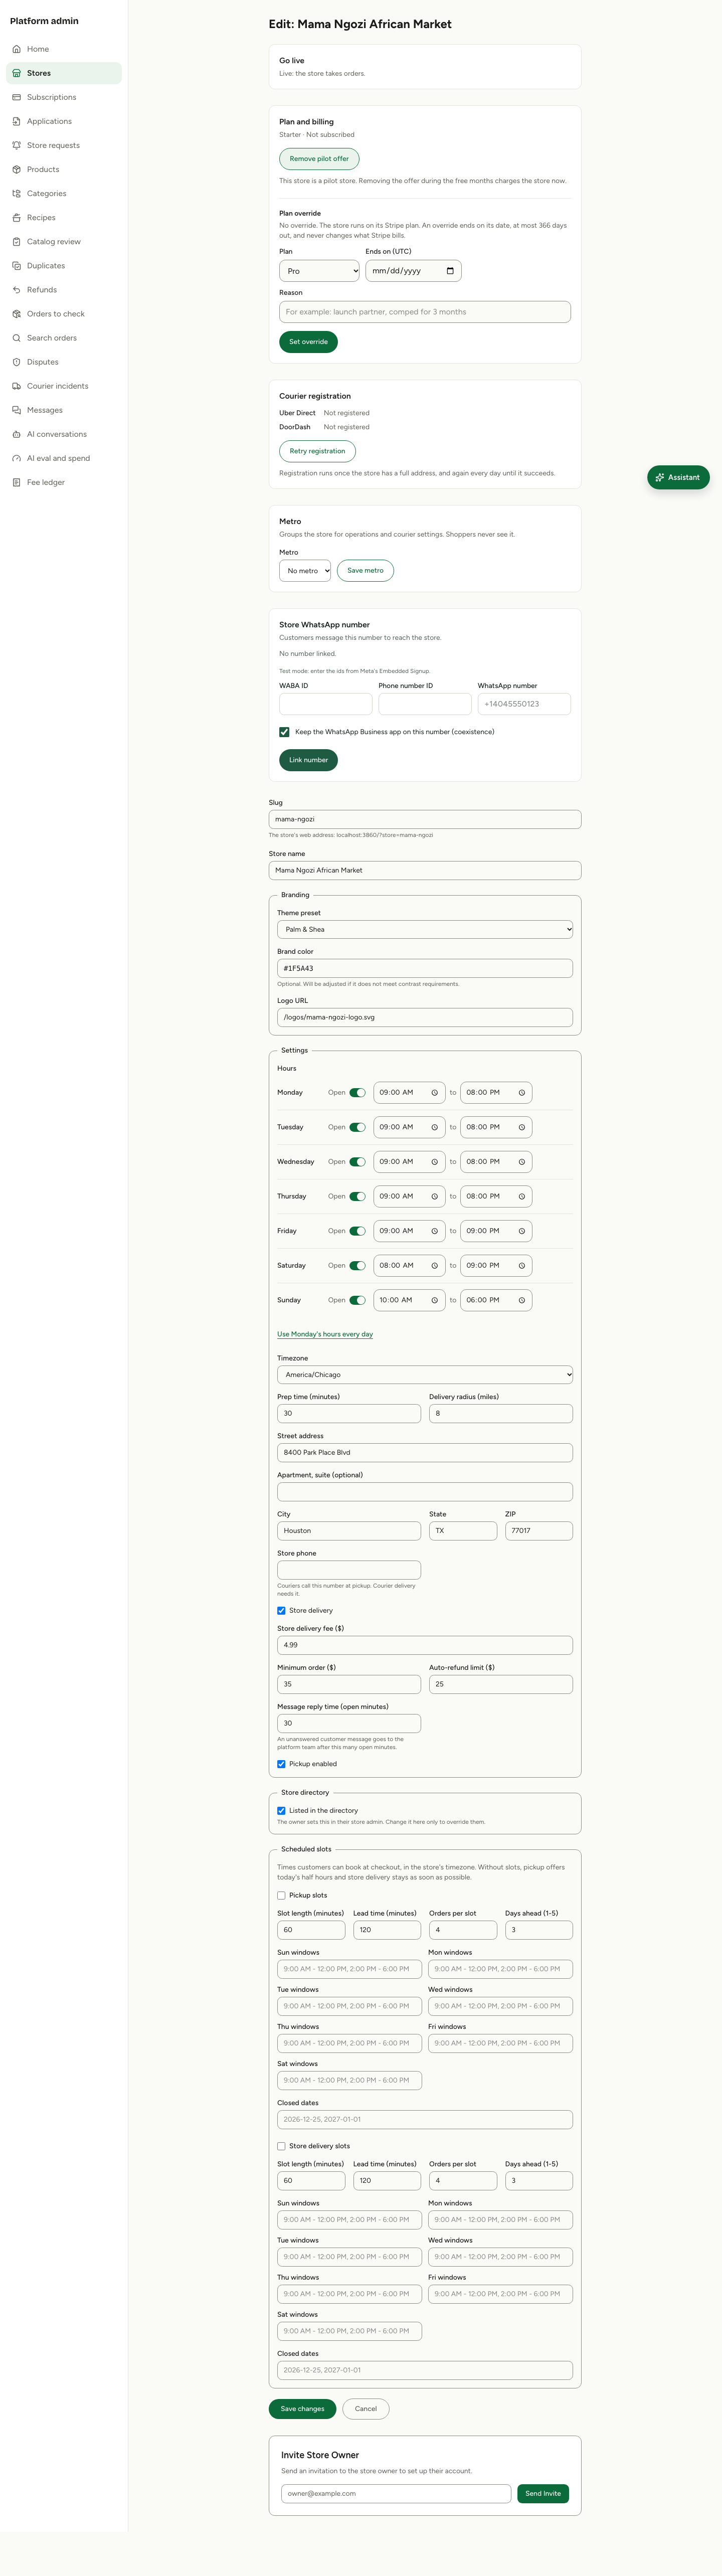 Platform admin
Home
Stores
Subscriptions
Applications
Store requests
Products
Categories
Recipes
Catalog review
Duplicates
Refunds
Orders to check
Search orders
Disputes
Courier incidents
Messages
AI conversations
AI eval and spend
Fee ledger
Edit: Mama Ngozi African Market
Go live
Live: the store takes orders.
Plan and billing
Starter · Not subscribed
Remove pilot offer
This store is a pilot store. Removing the offer during the free months charges the store now.
Plan override
No override. The store runs on its Stripe plan. An override ends on its date, at most 366 days
out, and never changes what Stripe bills.
Plan Ends on (UTC)
Pro mm/dd/yyyy
Reason
For example: launch partner, comped for 3 months
Set override
Courier registration
Uber Direct Not registered
DoorDash Not registered
Retry registration
Registration runs once the store has a full address, and again every day until it succeeds.
Assistant
Metro
Groups the store for operations and courier settings. Shoppers never see it.
Metro
No metro Save metro
Store WhatsApp number
Customers message this number to reach the store.
No number linked.
Test mode: enter the ids from Meta's Embedded Signup.
WABA ID Phone number ID WhatsApp number
+14045550123
Keep the WhatsApp Business app on this number (coexistence)
Link number
Slug
mama-ngozi
The store's web address: localhost:3860/?store=mama-ngozi
Store name
Mama Ngozi African Market
Branding
Theme preset
Palm & Shea
Brand color
#1F5A43
Optional. Will be adjusted if it does not meet contrast requirements.
Logo URL
/logos/mama-ngozi-logo.svg
Settings
Hours
Monday Open 09:00 AM to 08:00 PM
Tuesday Open 09:00 AM to 08:00 PM
Wednesday Open 09:00 AM to 08:00 PM
Thursday Open 09:00 AM to 08:00 PM
Friday Open 09:00 AM to 09:00 PM
Saturday Open 08:00 AM to 09:00 PM
Sunday Open 10:00 AM to 06:00 PM
Use Monday's hours every day
Timezone
America/Chicago
Prep time (minutes) Delivery radius (miles)
30 8
Street address
8400 Park Place Blvd
Apartment, suite (optional)
City State ZIP
Houston TX 77017
Store phone
Couriers call this number at pickup. Courier delivery
needs it.
Store delivery
Store delivery fee ($)
4.99
Minimum order ($) Auto-refund limit ($)
35 25
Message reply time (open minutes)
30
An unanswered customer message goes to the
platform team after this many open minutes.
Pickup enabled
Store directory
Listed in the directory
The owner sets this in their store admin. Change it here only to override them.
Scheduled slots
Times customers can book at checkout, in the store's timezone. Without slots, pickup offers
today's half hours and store delivery stays as soon as possible.
Pickup slots
Slot length (minutes) Lead time (minutes) Orders per slot Days ahead (1-5)
60 120 4 3
Sun windows Mon windows
9:00 AM - 12:00 PM, 2:00 PM - 6:00 PM 9:00 AM - 12:00 PM, 2:00 PM - 6:00 PM
Tue windows Wed windows
9:00 AM - 12:00 PM, 2:00 PM - 6:00 PM 9:00 AM - 12:00 PM, 2:00 PM - 6:00 PM
Thu windows Fri windows
9:00 AM - 12:00 PM, 2:00 PM - 6:00 PM 9:00 AM - 12:00 PM, 2:00 PM - 6:00 PM
Sat windows
9:00 AM - 12:00 PM, 2:00 PM - 6:00 PM
Closed dates
2026-12-25, 2027-01-01
Store delivery slots
Slot length (minutes) Lead time (minutes) Orders per slot Days ahead (1-5)
60 120 4 3
Sun windows Mon windows
9:00 AM - 12:00 PM, 2:00 PM - 6:00 PM 9:00 AM - 12:00 PM, 2:00 PM - 6:00 PM
Tue windows Wed windows
9:00 AM - 12:00 PM, 2:00 PM - 6:00 PM 9:00 AM - 12:00 PM, 2:00 PM - 6:00 PM
Thu windows Fri windows
9:00 AM - 12:00 PM, 2:00 PM - 6:00 PM 9:00 AM - 12:00 PM, 2:00 PM - 6:00 PM
Sat windows
9:00 AM - 12:00 PM, 2:00 PM - 6:00 PM
Closed dates
2026-12-25, 2027-01-01
Save changes Cancel
Invite Store Owner
Send an invitation to the store owner to set up their account.
owner@example.com Send Invite